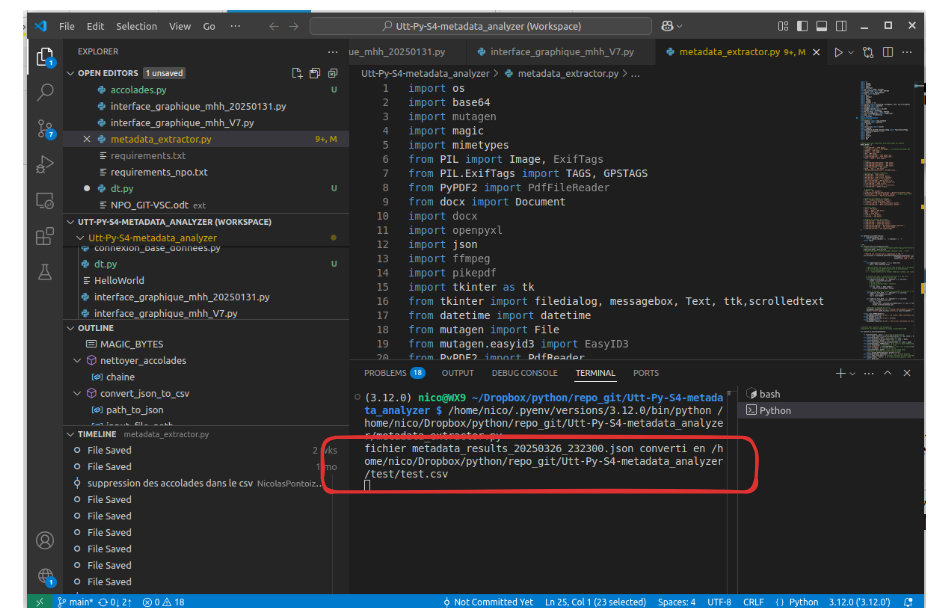 File Edit Selection View Go ··· Utt-Py-S4-metadata_analyzer (Workspace)
EXPLORER
OPEN EDITORS 1 unsaved
accolades.py U
interface_graphique_mhh_20250131.py
interface_graphique_mhh_V7.py
metadata_extractor.py 9+, M
requirements.txt
requirements_npo.txt
dt.py U
NPO_GIT-VSC.odt ext
UTT-PY-S4-METADATA_ANALYZER (WORKSPACE)
Utt-Py-S4-metadata_analyzer
connexion_base_donnees.py
dt.py U
HelloWorld
interface_graphique_mhh_20250131.py
interface_graphique_mhh_V7.py
OUTLINE
MAGIC_BYTES
nettoyer_accolades
chaine
convert_json_to_csv
path_to_json
input_file_path
TIMELINE metadata_extractor.py
File Saved 2 wks
File Saved 1 mo
suppression des accolades dans le csv NicolasPontoiz...
File Saved
File Saved
File Saved
File Saved
File Saved
File Saved
ue_mhh_20250131.py interface_graphique_mhh_V7.py metadata_extractor.py 9+, M
Utt-Py-S4-metadata_analyzer > metadata_extractor.py > ...
1 import os
2 import base64
3 import mutagen
4 import magic
5 import mimetypes
6 from PIL import Image, ExifTags
7 from PIL.ExifTags import TAGS, GPSTAGS
8 from PyPDF2 import PdfFileReader
9 from docx import Document
10 import docx
11 import openpyxl
12 import json
13 import ffmpeg
14 import pikepdf
15 import tkinter as tk
16 from tkinter import filedialog, messagebox, Text, ttk,scrolledtext
17 from datetime import datetime
18 from mutagen import File
19 from mutagen.easyid3 import EasyID3
20 from PyPDF2 import PdfReader
PROBLEMS 18 OUTPUT DEBUG CONSOLE TERMINAL PORTS
(3.12.0) nico@WX9 ~/Dropbox/python/repo_git/Utt-Py-S4-metada
ta_analyzer $ /home/nico/.pyenv/versions/3.12.0/bin/python /
home/nico/Dropbox/python/repo_git/Utt-Py-S4-metadata_analyze
r/metadata_extractor.py
fichier metadata_results_20250326_232300.json converti en /h
ome/nico/Dropbox/python/repo_git/Utt-Py-S4-metadata_analyzer
/test/test.csv
bash
Python
main* 0↓ 2↑ 0 18 Not Committed Yet Ln 25, Col 1 (23 selected) Spaces: 4 UTF-8 CRLF Python 3.12.0 ('3.12.0')